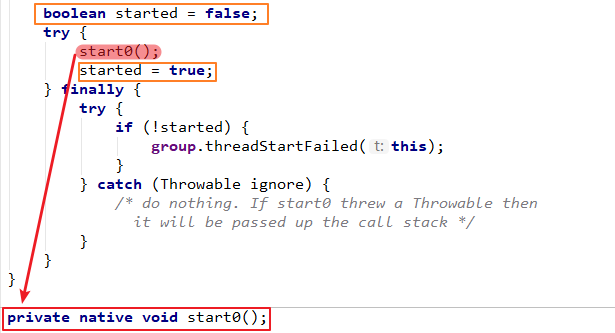 boolean started = false;
try {
start0();
started = true;
} finally {
try {
if (!started) {
group.threadStartFailed( t: this);
}
} catch (Throwable ignore) {
/* do nothing. If start0 threw a Throwable then
it will be passed up the call stack */
}
}
}
private native void start0();